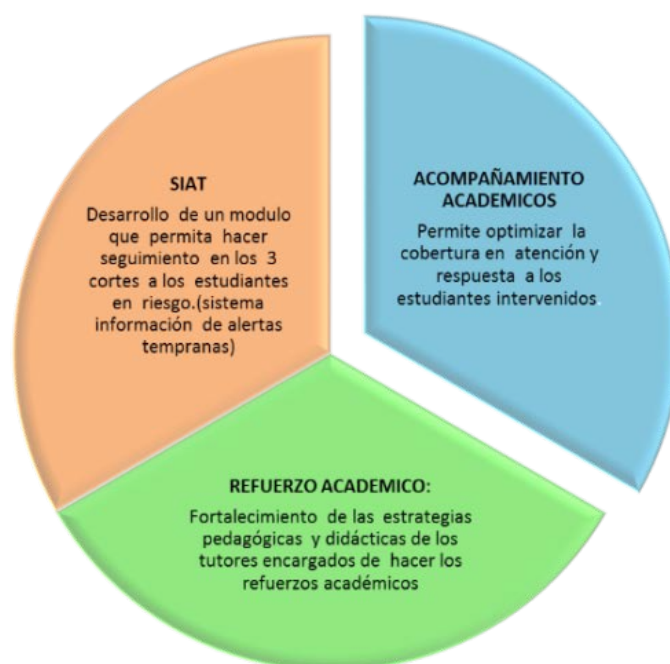 SIAT
Desarrollo de un modulo
que permita hacer
seguimiento en los 3
cortes a los estudiantes
en riesgo.(sistema
información de alertas
tempranas)
ACOMPAÑAMIENTO
ACADEMICOS
Permite optimizar la
cobertura en atención y
respuesta a los
estudiantes intervenidos.
REFUERZO ACADEMICO:
Fortalecimiento de las estrategias
pedagógicas y didácticas de los
tutores encargados de hacer los
refuerzos académicos